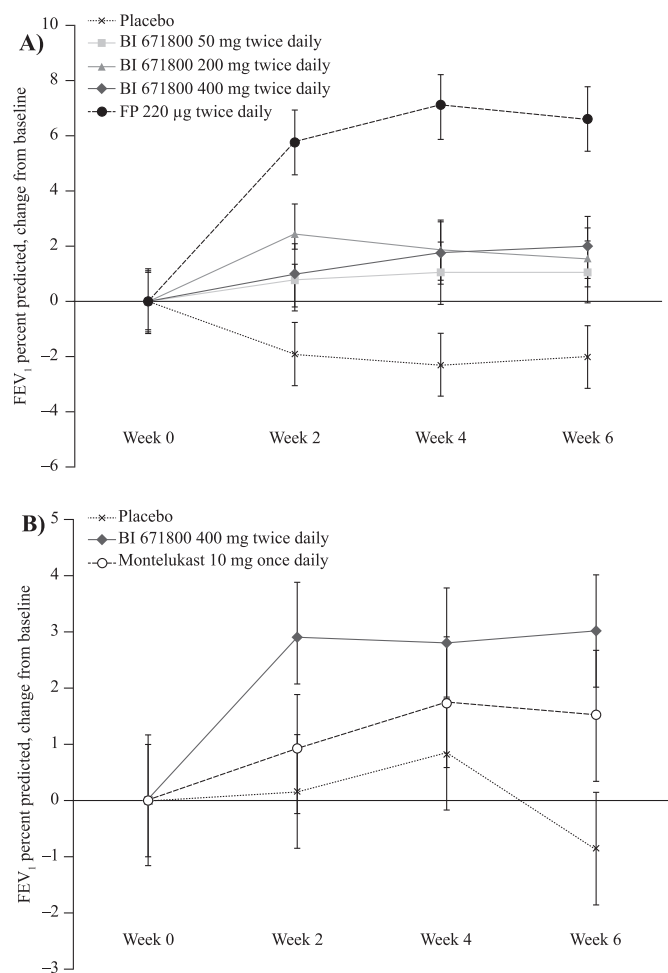 A)
Placebo
BI 671800 50 mg twice daily
BI 671800 200 mg twice daily
BI 671800 400 mg twice daily
FP 220 µg twice daily
FEV1 percent predicted, change from baseline
10
8
6
4
2
0
–2
–4
–6
Week 0 Week 2 Week 4 Week 6
B)
Placebo
BI 671800 400 mg twice daily
Montelukast 10 mg once daily
FEV1 percent predicted, change from baseline
5
4
3
2
1
0
–1
–2
–3
Week 0 Week 2 Week 4 Week 6